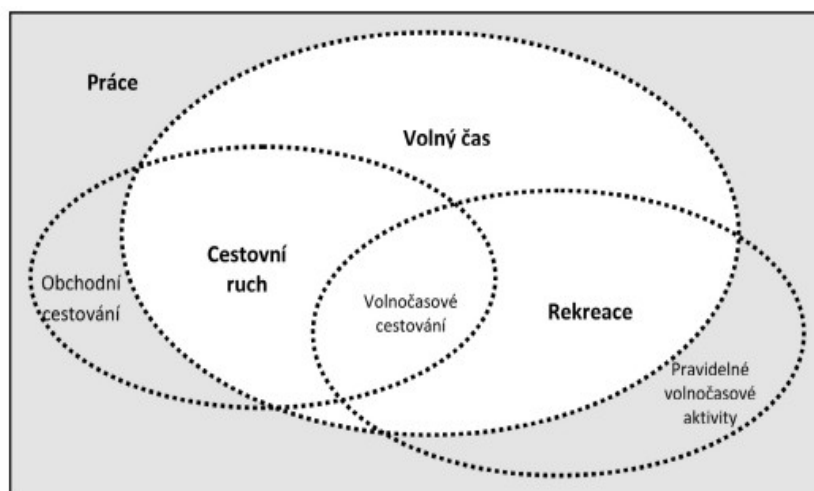 Práce
Volný čas
Cestovní
ruch
Obchodní
cestování
Volnočasové
cestování
Rekreace
Pravidelné
volnočasové
aktivity